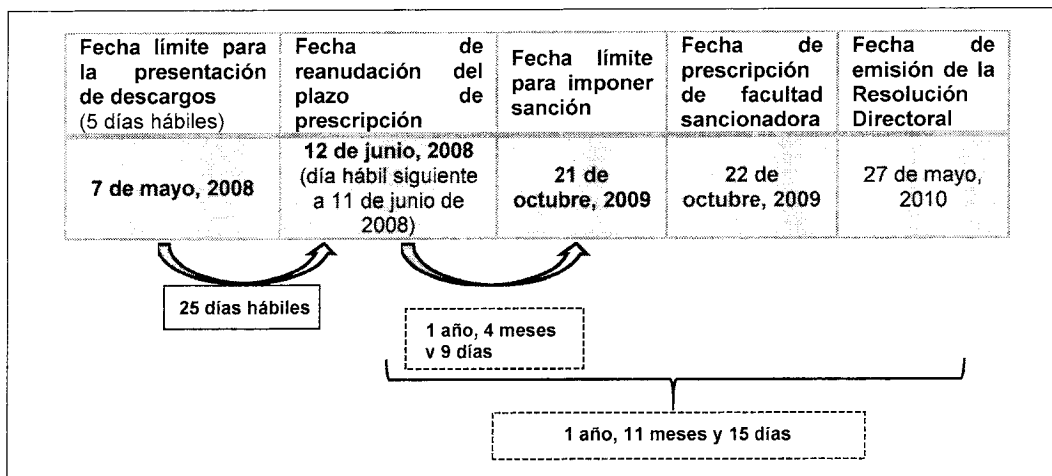 Fecha límite para
la presentación
de descargos
(5 días hábiles)
Fecha de
reanudación del
plazo de
prescripción
Fecha límite
para imponer
sanción
Fecha de
prescripción
de facultad
sancionadora
Fecha de
emisión de la
Resolución
Directoral
7 de mayo, 2008
12 de junio, 2008
(día hábil siguiente
a 11 de junio de
2008)
21 de
octubre, 2009
22 de
octubre, 2009
27 de mayo,
2010
25 días hábiles
1 año, 4 meses
v 9 días
1 año, 11 meses y 15 días